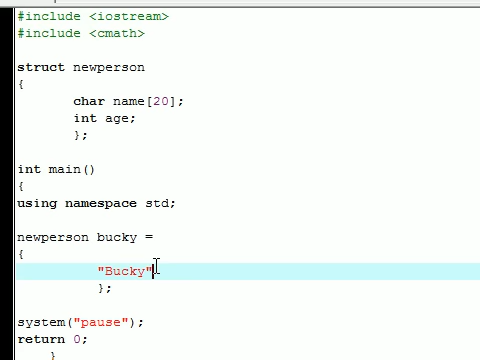 #include <iostream>
#include <cmath>
struct newperson
{
char name[20];
int age;
};
int main()
{
using namespace std;
newperson bucky =
{
"Bucky"
};
system("pause");
return 0;
}